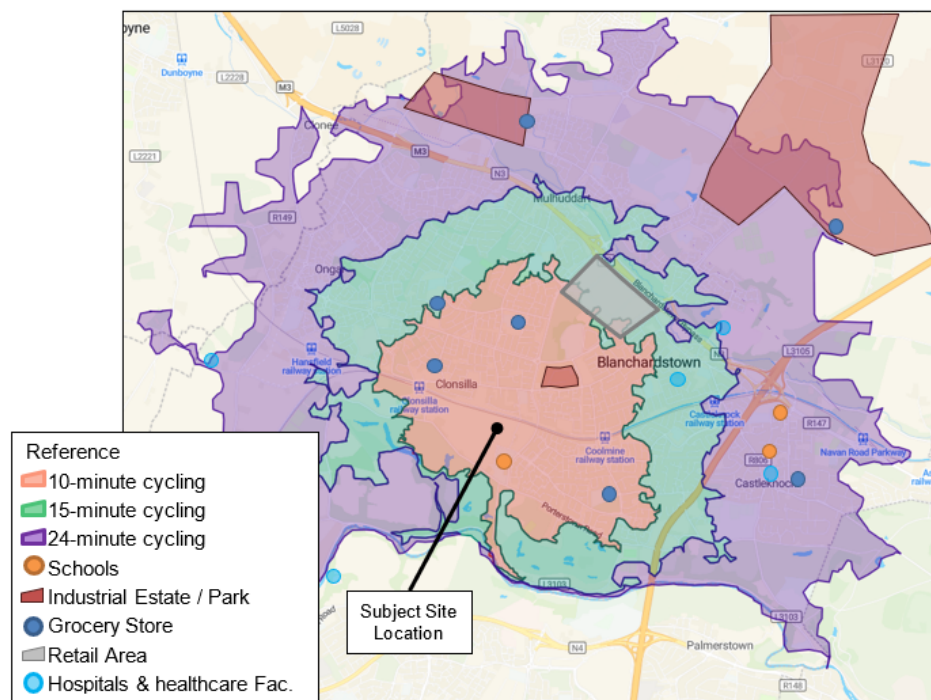 oyne
L5028
Dunboyne
L2228
M3
Clonee
L2221
M3
N3
L3120
Mulhuddart
R149
Ongar
Blanchardstown
L3105
Hansfield
railway station
Clonsilla
Clonsilla
railway station
Castleknock
railway station
R147
Coolmine
railway station
Navan Road Parkway
R806
Castleknock
Porterstown Road
L3103
L3103
Road
N4
Palmerstown
R148
Reference
10-minute cycling
15-minute cycling
24-minute cycling
Schools
Industrial Estate / Park
Grocery Store
Retail Area
Hospitals & healthcare Fac.
Subject Site
Location